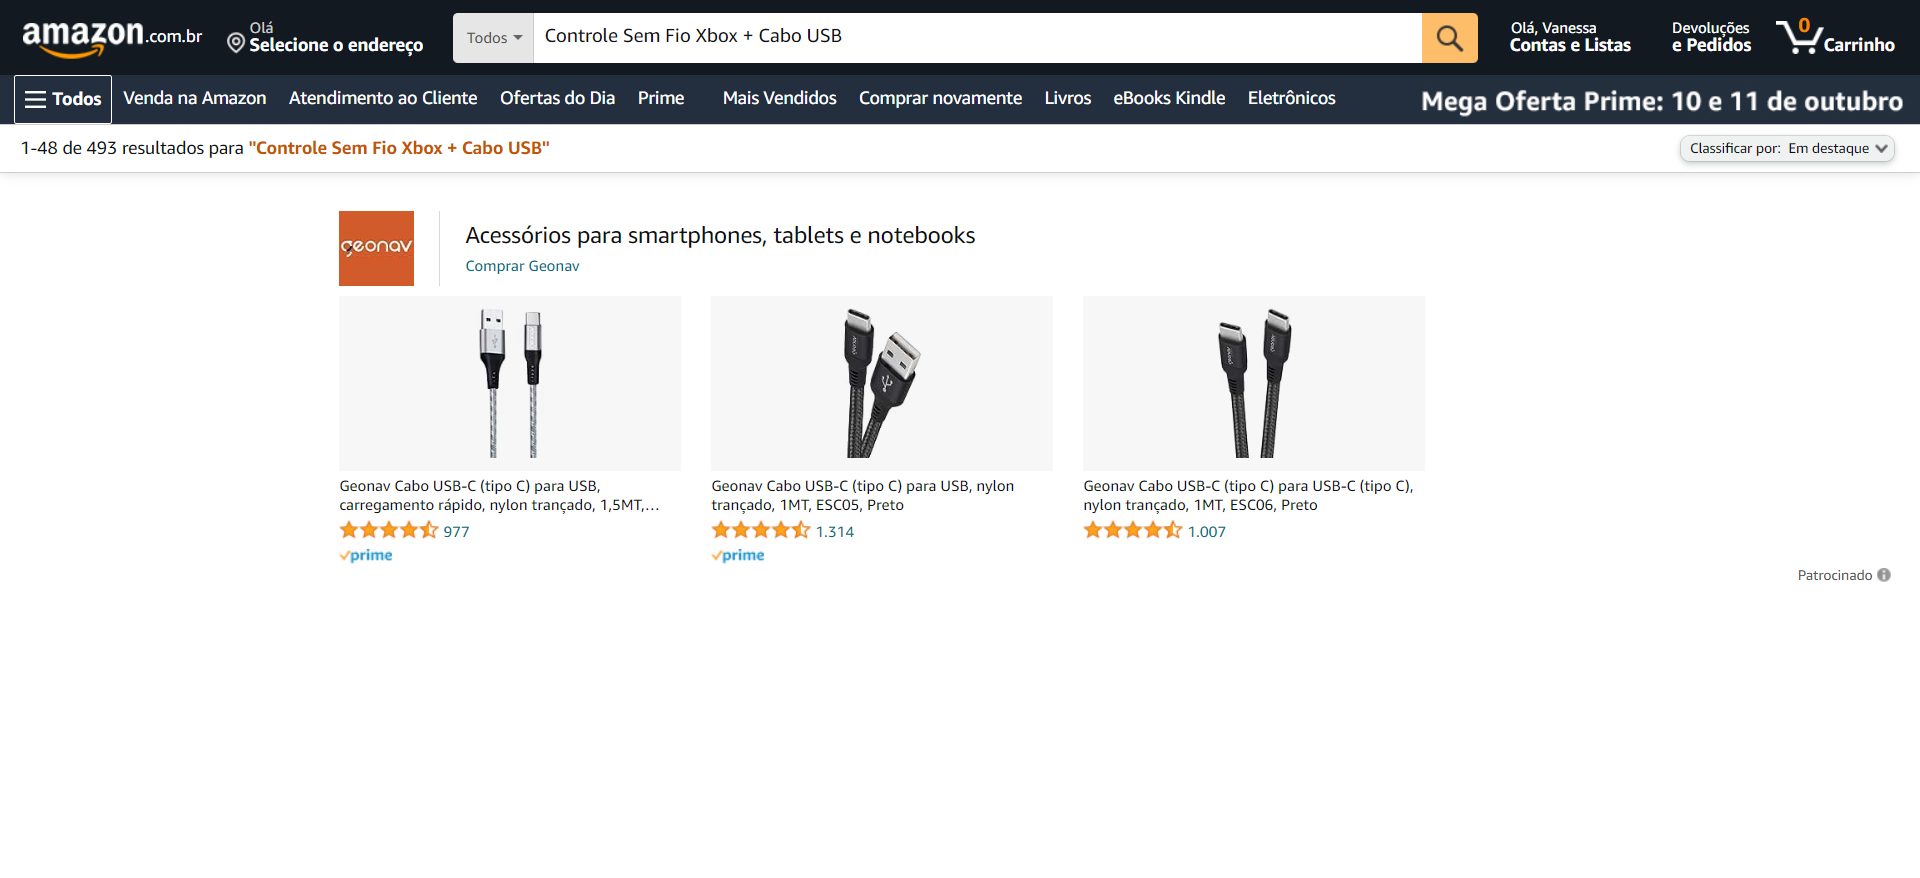 amazon.com.br
Olá
Selecione o endereço
Todos
Controle Sem Fio Xbox + Cabo USB
Olá, Vanessa
Contas e Listas
Devoluções
e Pedidos
0
Carrinho
Todos
Venda na Amazon
Atendimento ao Cliente
Ofertas do Dia
Prime
Mais Vendidos
Comprar novamente
Livros
eBooks Kindle
Eletrônicos
Mega Oferta Prime: 10 e 11 de outubro
1-48 de 493 resultados para "Controle Sem Fio Xbox + Cabo USB"
Classificar por: Em destaque
geonav
Acessórios para smartphones, tablets e notebooks
Comprar Geonav
geonav
geonav
geonav
Geonav Cabo USB-C (tipo C) para USB,
carregamento rápido, nylon trançado, 1,5MT,...
977
prime
Geonav Cabo USB-C (tipo C) para USB, nylon
trançado, 1MT, ESC05, Preto
1.314
prime
Geonav Cabo USB-C (tipo C) para USB-C (tipo C),
nylon trançado, 1MT, ESC06, Preto
1.007
Patrocinado